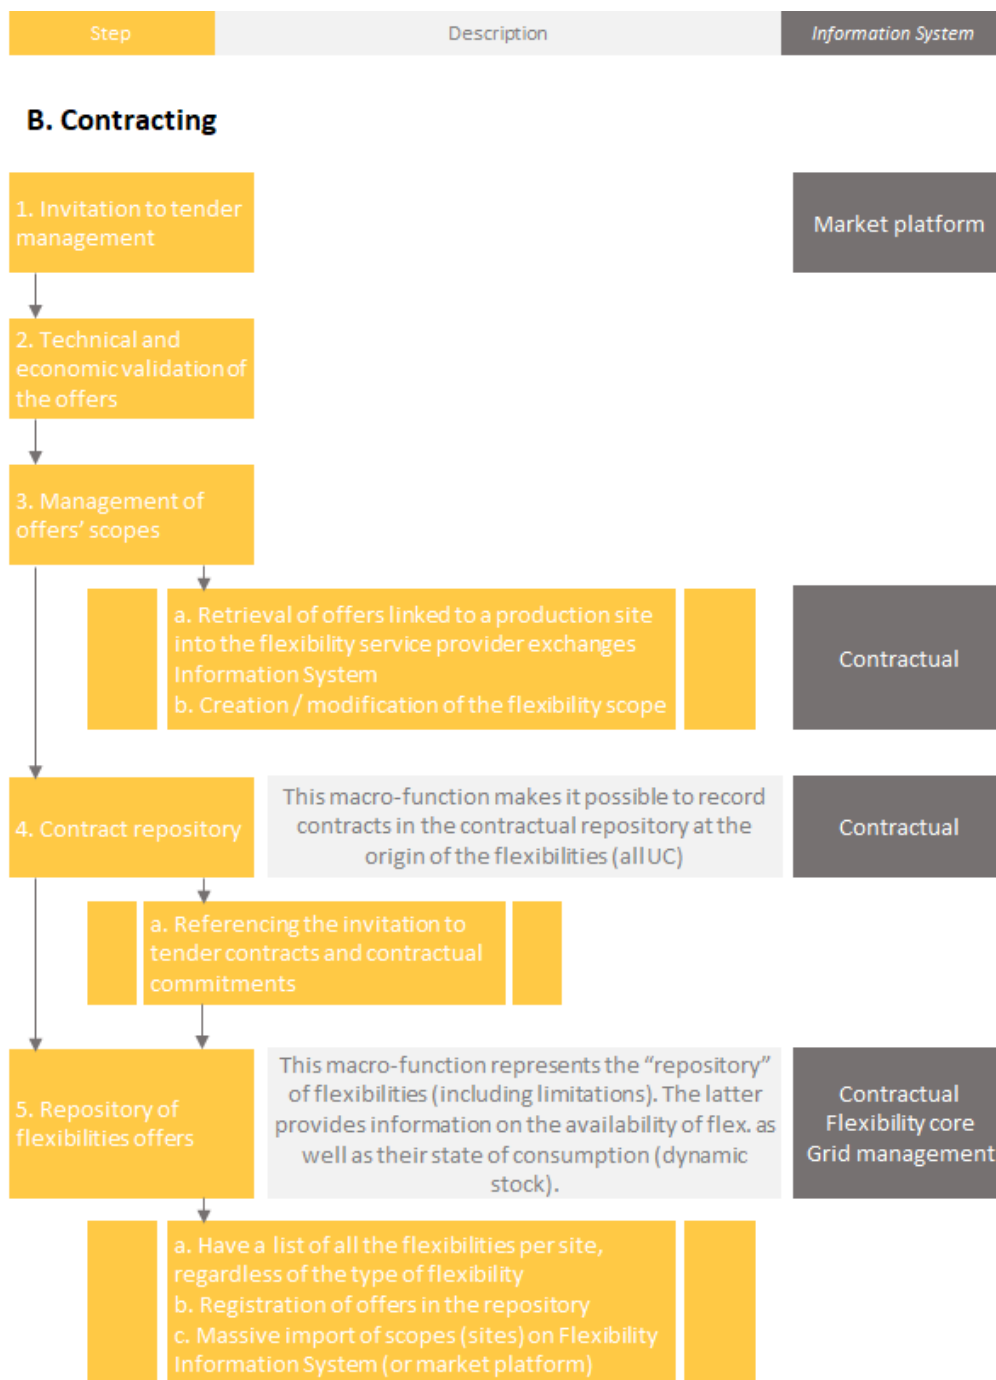 Step
Description
Information System
B. Contracting
1. Invitation to tender
management
Market platform
2. Technical and
economic validation of
the offers
3. Management of
offers’ scopes
a. Retrieval of offers linked to a production site
into the flexibility service provider exchanges
Information System
b. Creation / modification of the flexibility scope
Contractual
4. Contract repository
This macro-function makes it possible to record
contracts in the contractual repository at the
origin of the flexibilities (all UC)
Contractual
a. Referencing the invitation to
tender contracts and contractual
commitments
5. Repository of
flexibilities offers
This macro-function represents the “repository”
of flexibilities (including limitations). The latter
provides information on the availability of flex. as
well as their state of consumption (dynamic
stock).
Contractual
Flexibility core
Grid management
a. Have a list of all the flexibilities per site,
regardless of the type of flexibility
b. Registration of offers in the repository
c. Massive import of scopes (sites) on Flexibility
Information System (or market platform)